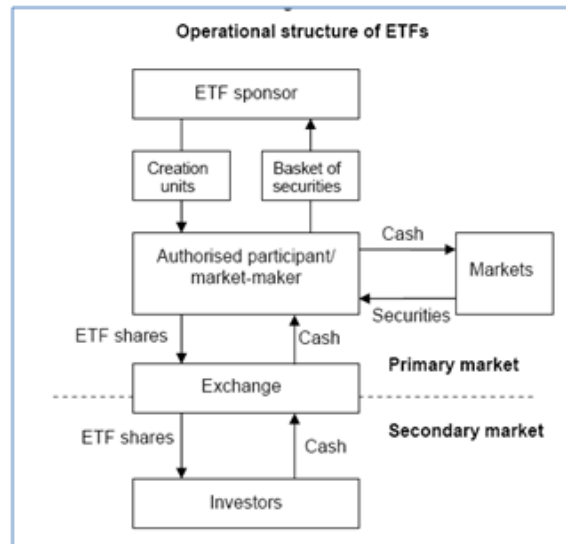 Operational structure of ETFs
ETF sponsor
Creation
units
Basket of
securities
Authorised participant/
market-maker
Cash
Markets
Securities
ETF shares
Cash
Primary market
Exchange
Secondary market
ETF shares
Cash
Investors